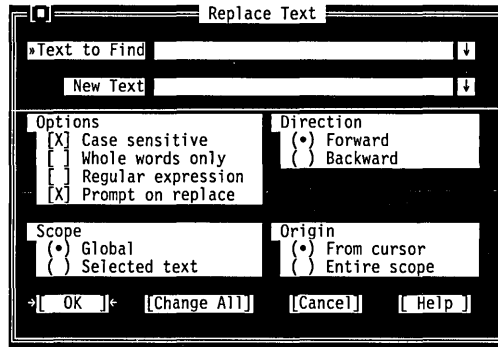 [■] Replace Text
»Text to Find ↓
New Text ↓
Options
[X] Case sensitive
[ ] Whole words only
[ ] Regular expression
[X] Prompt on replace
Direction
(•) Forward
( ) Backward
Scope
(•) Global
( ) Selected text
Origin
(•) From cursor
( ) Entire scope
→[ OK ]← [Change All] [Cancel] [ Help ]